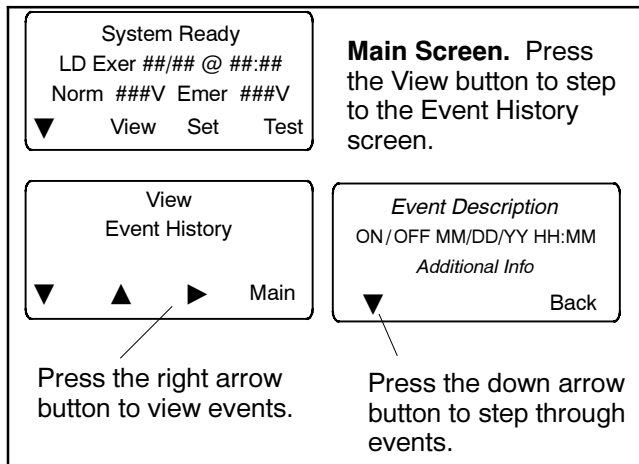 System Ready
LD Exer ##/## @ ##:##
Norm ###V Emer ###V
▼ View Set Test
Main Screen. Press
the View button to step
to the Event History
screen.
View
Event History
▼ ▲ ▶ Main
Press the right arrow
button to view events.
Event Description
ON/OFF MM/DD/YY HH:MM
Additional Info
▼ Back
Press the down arrow
button to step through
events.